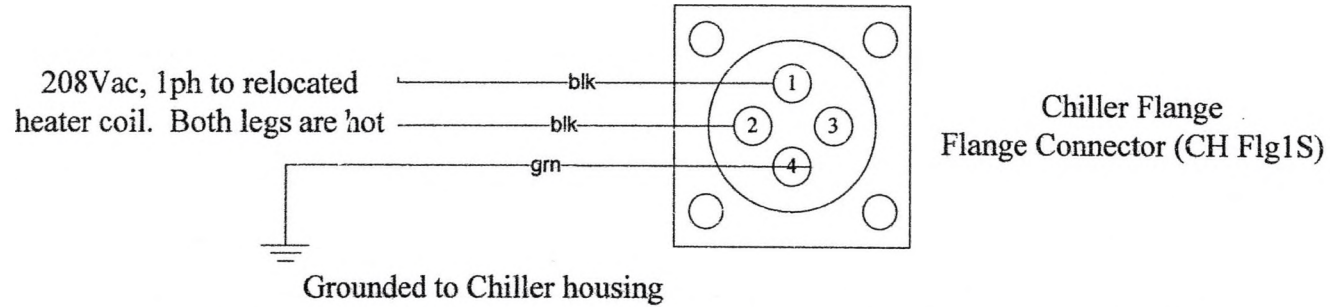 208Vac, 1ph to relocated
heater coil. Both legs are hot
blk
blk
grn
1
2
3
4
Chiller Flange
Flange Connector (CH Flg1S)
Grounded to Chiller housing